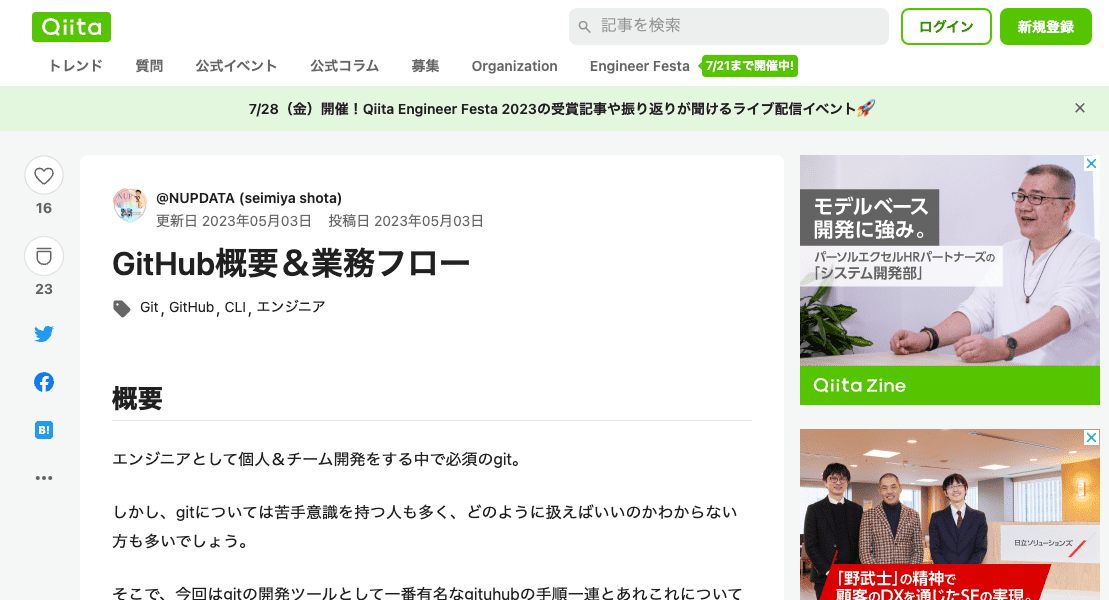 Qiita
記事を検索
ログイン
新規登録
トレンド 質問 公式イベント 公式コラム 募集 Organization Engineer Festa 7/21まで開催中!
7/28（金）開催！Qiita Engineer Festa 2023の受賞記事や振り返りが聞けるライブ配信イベント🚀
16
23
B!
@NUPDATA (seimiya shota)
更新日 2023年05月03日 投稿日 2023年05月03日
GitHub概要＆業務フロー
Git, GitHub, CLI, エンジニア
概要
エンジニアとして個人＆チーム開発をする中で必須のgit。
しかし、gitについては苦手意識を持つ人も多く、どのように扱えばいいのかわからない
方も多いでしょう。
そこで、今回はgitの開発ツールとして一番有名なgituhubの手順一連とあれこれについて
モデルベース
開発に強み。
パーソルエクセルHRパートナーズの
「システム開発部」
Qiita Zine
日立ソリューションズ
「野武士」の精神で
顧客のDXを通じたSEの実現。